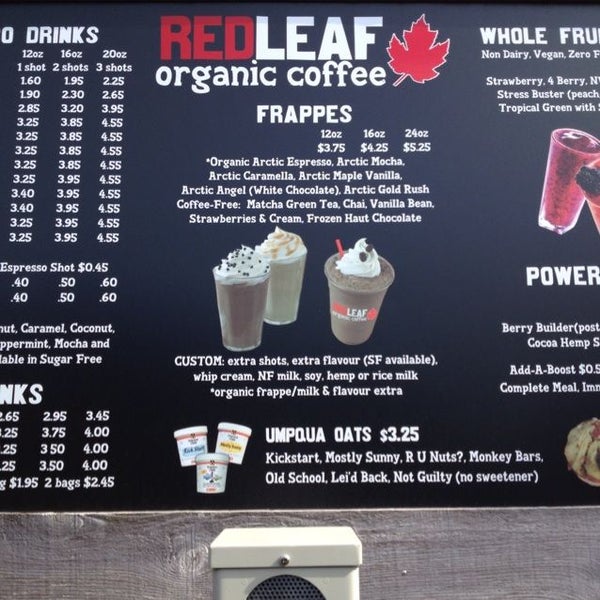 O DRINKS
12oz 16oz 20oz
1 shot 2 shots 3 shots
1.60 1.95 2.25
1.90 2.30 2.65
2.85 3.20 3.95
3.25 3.85 4.55
3.25 3.85 4.55
3.25 3.85 4.55
3.25 3.85 4.55
3.25 3.95 4.55
3.40 3.95 4.55
3.40 3.95 4.55
3.25 3.95 4.55
3.25 3.95 4.55
Espresso Shot $0.45
.40 .50 .60
.40 .50 .60
nut, Caramel, Coconut,
ppermint, Mocha and
lable in Sugar Free
NKS
2.65 2.95 3.45
3.25 3.75 4.00
.25 3 50 4.00
.25 3.50 4.00
g $1.95 2 bags $2.45
REDLEAF
organic coffee
FRAPPES
12oz 16oz 24oz
$3.75 $4.25 $5.25
*Organic Arctic Espresso, Arctic Mocha,
Arctic Caramella, Arctic Maple Vanilla,
Arctic Angel (White Chocolate), Arctic Gold Rush
Coffee-Free: Matcha Green Tea, Chai, Vanilla Bean,
Strawberries & Cream, Frozen Haut Chocolate
REDLEAF
organic coffee
CUSTOM: extra shots, extra flavour (SF available),
whip cream, NF milk, soy, hemp or rice milk
*organic frappe/milk & flavour extra
UMPQUA OATS $3.25
Kickstart, Mostly Sunny, R U Nuts?, Monkey Bars,
Old School, Lei'd Back, Not Guilty (no sweetener)
WHOLE FRU
Non Dairy, Vegan, Zero F
Strawberry, 4 Berry, N
Stress Buster (peach
Tropical Green with S
POWER
Berry Builder(post
Cocoa Hemp S
Add-A-Boost $0.5
Complete Meal, Imm